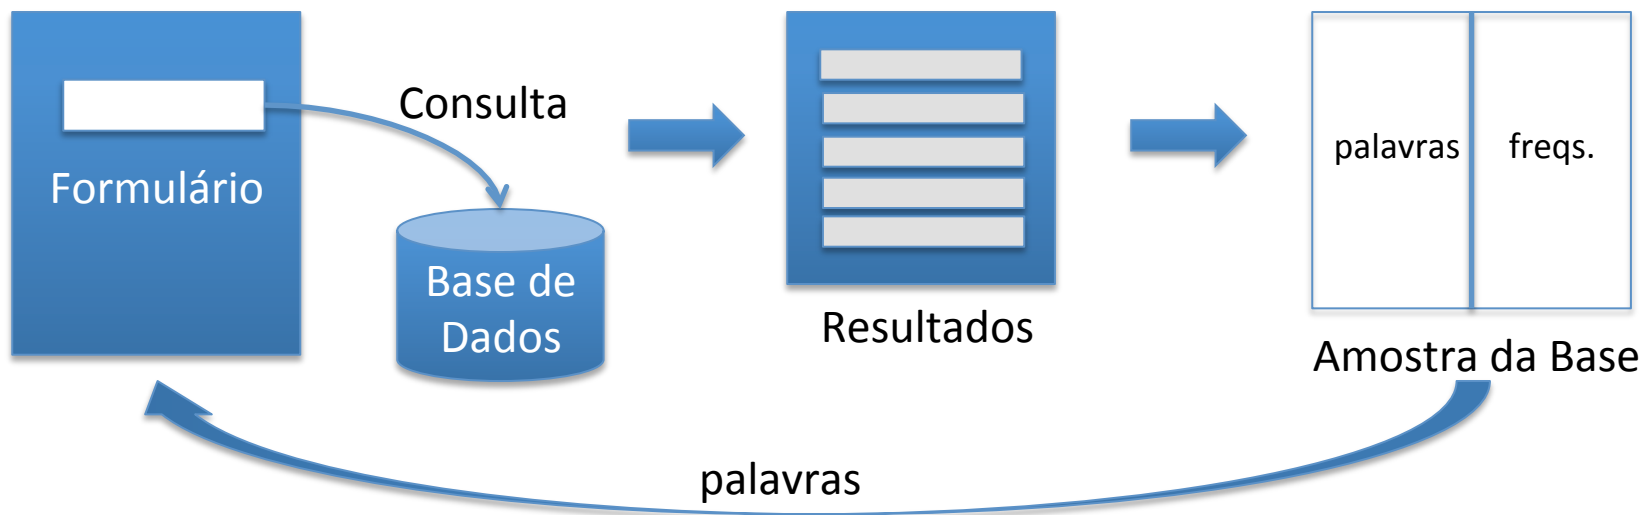 Formulário
Consulta
Base de
Dados
Resultados
palavras
freqs.
Amostra da Base
palavras